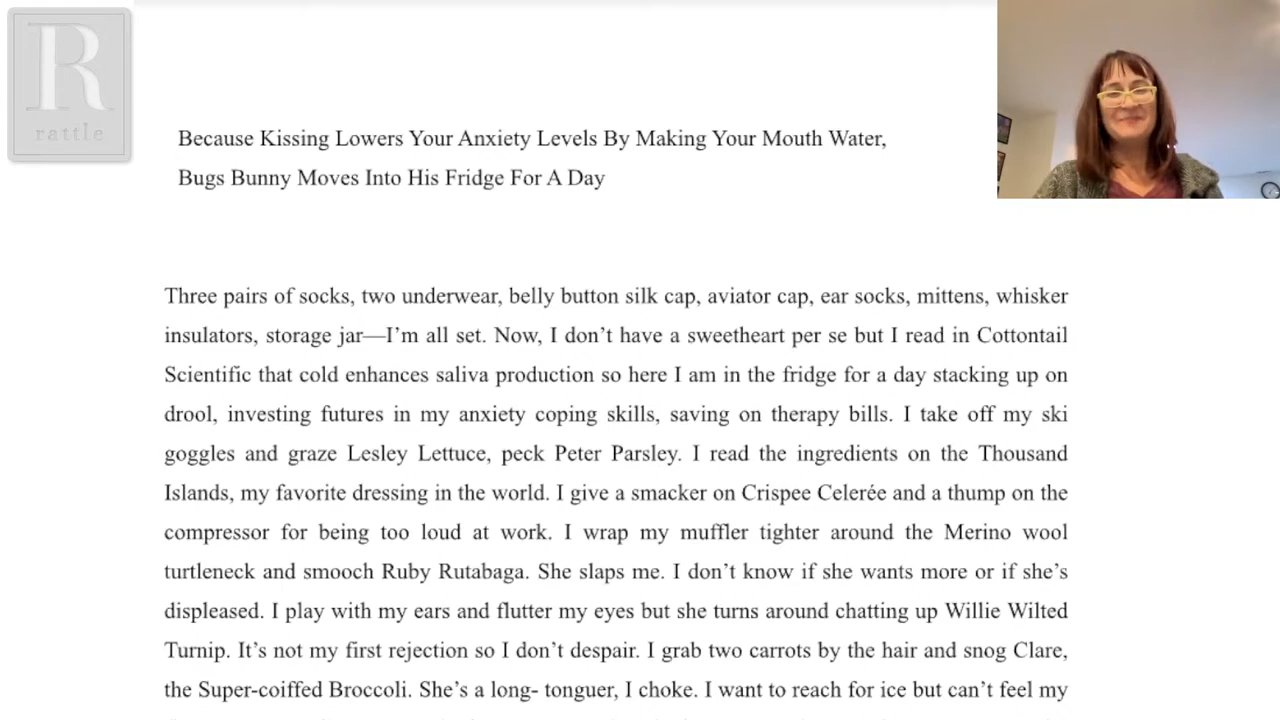 R
rattle
Because Kissing Lowers Your Anxiety Levels By Making Your Mouth Water,
Bugs Bunny Moves Into His Fridge For A Day
Three pairs of socks, two underwear, belly button silk cap, aviator cap, ear socks, mittens, whisker
insulators, storage jar—I’m all set. Now, I don’t have a sweetheart per se but I read in Cottontail
Scientific that cold enhances saliva production so here I am in the fridge for a day stacking up on
drool, investing futures in my anxiety coping skills, saving on therapy bills. I take off my ski
goggles and graze Lesley Lettuce, peck Peter Parsley. I read the ingredients on the Thousand
Islands, my favorite dressing in the world. I give a smacker on Crispee Celerée and a thump on the
compressor for being too loud at work. I wrap my muffler tighter around the Merino wool
turtleneck and smooch Ruby Rutabaga. She slaps me. I don’t know if she wants more or if she’s
displeased. I play with my ears and flutter my eyes but she turns around chatting up Willie Wilted
Turnip. It’s not my first rejection so I don’t despair. I grab two carrots by the hair and snog Clare,
the Super-coiffed Broccoli. She’s a long- tonguer, I choke. I want to reach for ice but can’t feel my